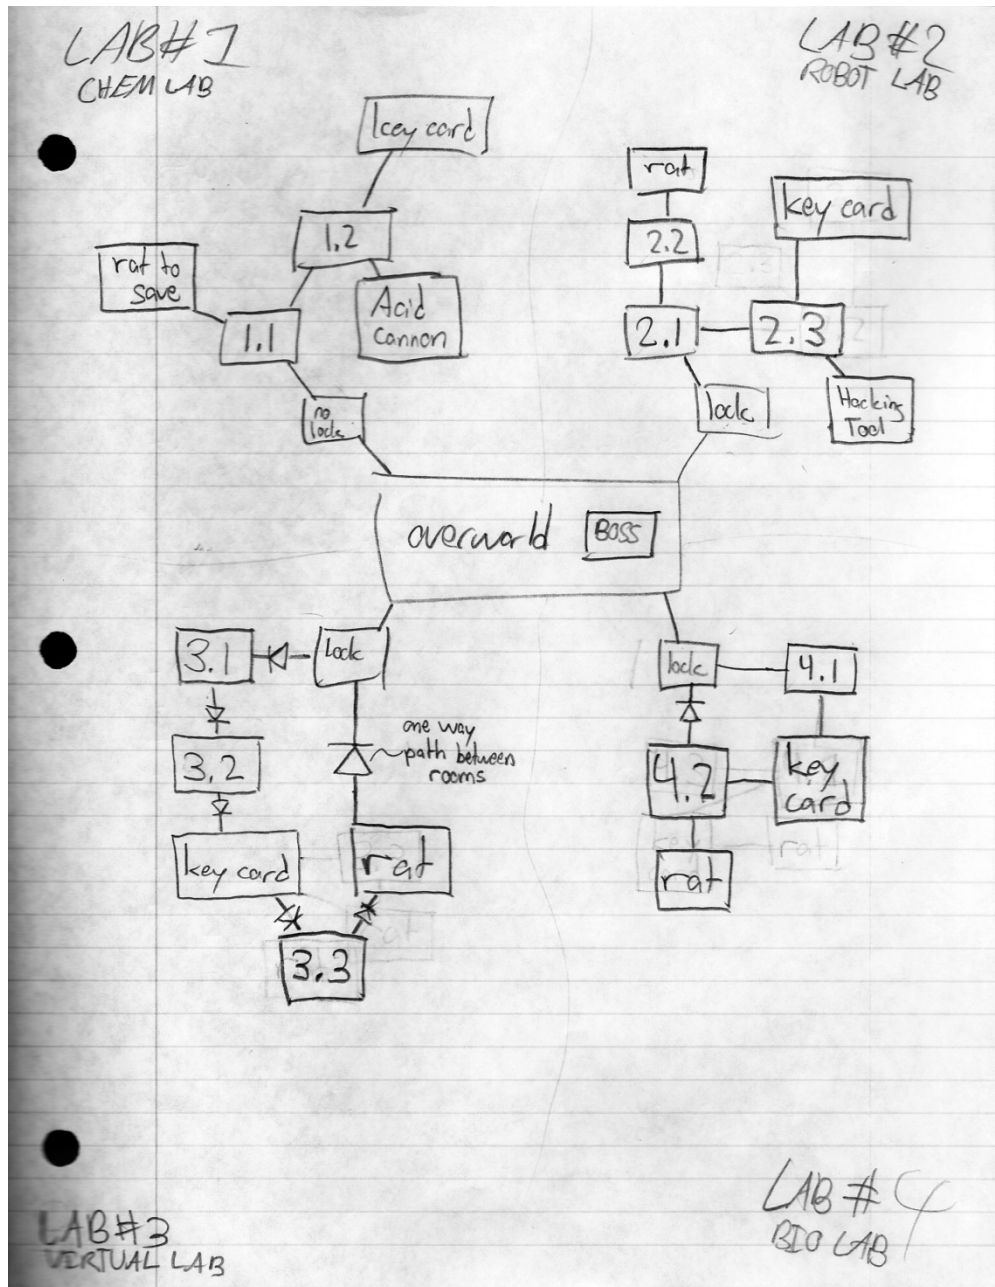 LAB#1
CHEM LAB
LAB #2
ROBOT LAB
key card
rat
key card
1.2
2.2
rat to
save
Acid
cannon
1.1
2.1
2.3
no
lock
lock
Hacking
Tool
overworld
BOSS
3.1
lock
lock
4.1
one way
path between
rooms
3.2
4.2
key
card
key card
rat
rat
rat
rat
3.3
LAB#3
VIRTUAL LAB
LAB #4
BIO LAB